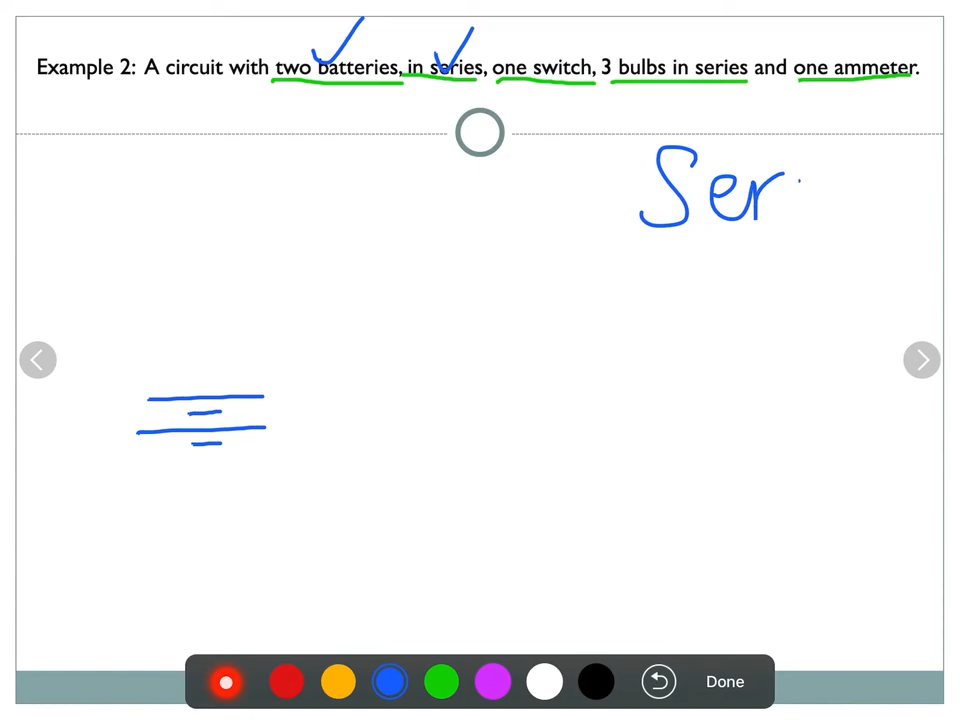 Example 2: A circuit with two batteries, in series, one switch, 3 bulbs in series and one ammeter.
Ser
Done